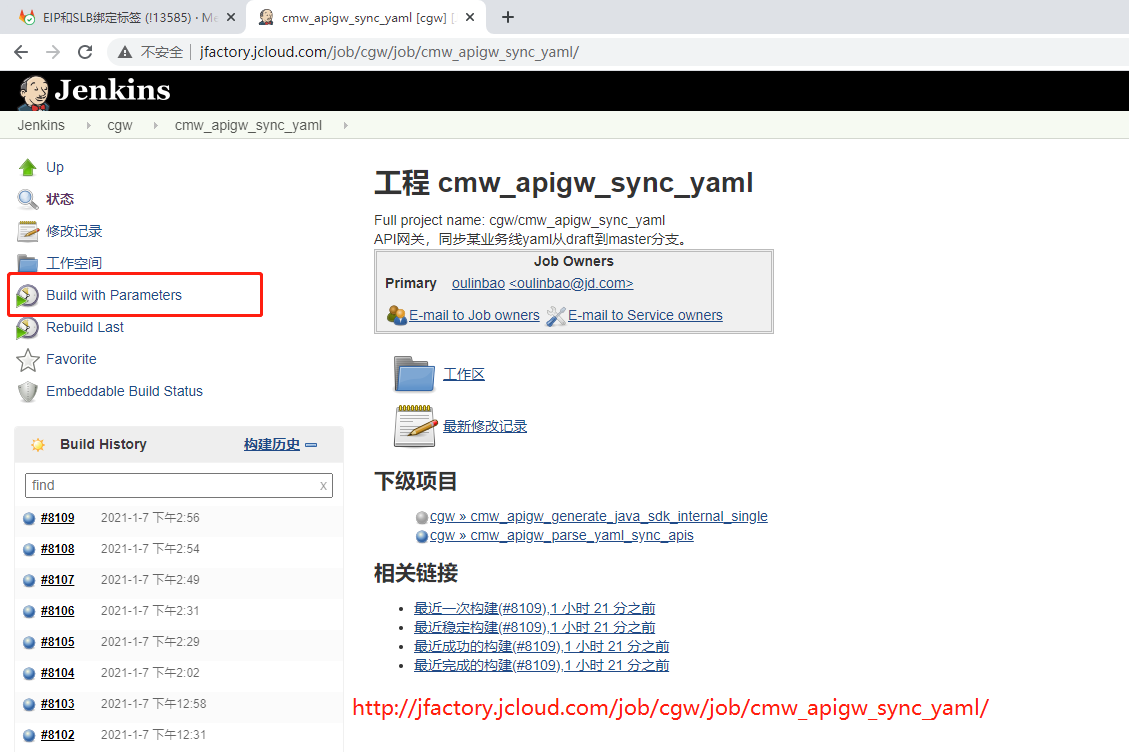 EIP和SLB绑定标签 (!13585) · Me
cmw_apigw_sync_yaml [cgw] [
不安全 | jfactory.jcloud.com/job/cgw/job/cmw_apigw_sync_yaml/
Jenkins
Jenkins cgw cmw_apigw_sync_yaml
Up
状态
修改记录
工作空间
Build with Parameters
Rebuild Last
Favorite
Embeddable Build Status
Build History 构建历史
find x
#8109 2021-1-7 下午2:56
#8108 2021-1-7 下午2:54
#8107 2021-1-7 下午2:49
#8106 2021-1-7 下午2:31
#8105 2021-1-7 下午2:29
#8104 2021-1-7 下午2:02
#8103 2021-1-7 下午12:58
#8102 2021-1-7 下午12:31
工程 cmw_apigw_sync_yaml
Full project name: cgw/cmw_apigw_sync_yaml
API网关，同步某业务线yaml从draft到master分支。
Job Owners
Primary oulinbao <oulinbao@jd.com>
E-mail to Job owners E-mail to Service owners
工作区
最新修改记录
下级项目
cgw » cmw_apigw_generate_java_sdk_internal_single
cgw » cmw_apigw_parse_yaml_sync_apis
相关链接
最近一次构建(#8109),1 小时 21 分之前
最近稳定构建(#8109),1 小时 21 分之前
最近成功的构建(#8109),1 小时 21 分之前
最近完成的构建(#8109),1 小时 21 分之前
http://jfactory.jcloud.com/job/cgw/job/cmw_apigw_sync_yaml/